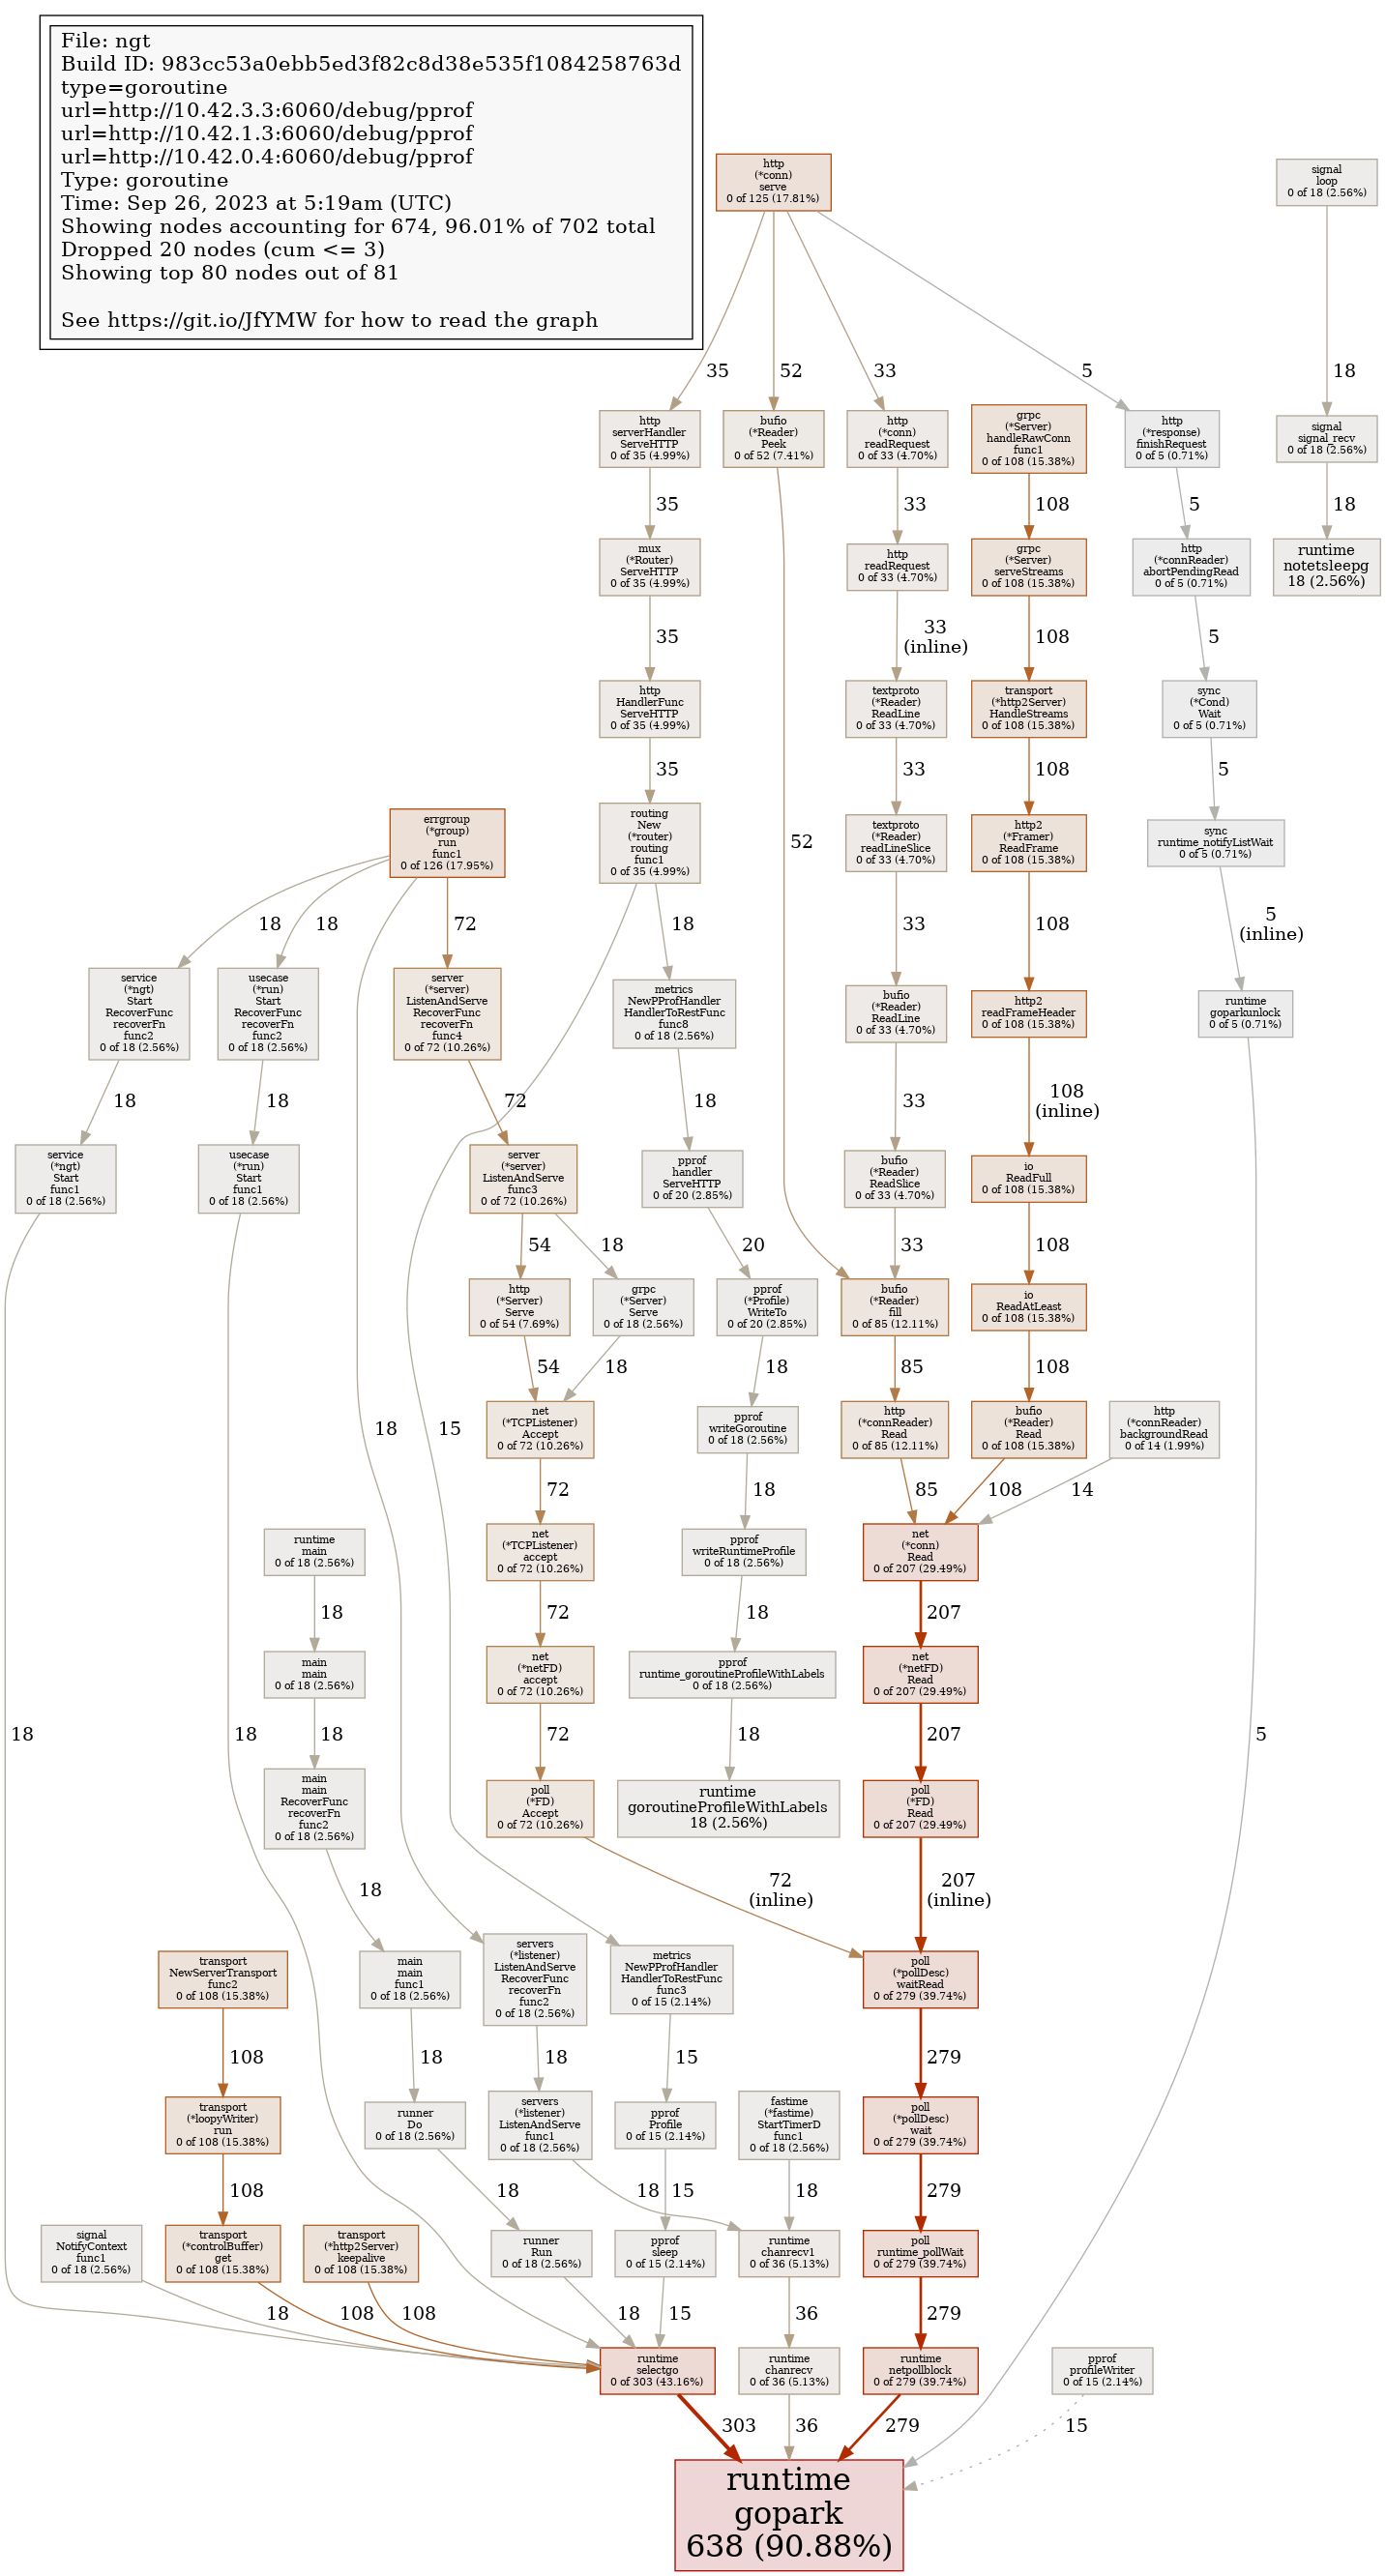 File: ngt
Build ID: 983cc53a0ebb5ed3f82c8d38e535f1084258763d
type=goroutine
url=http://10.42.3.3:6060/debug/pprof
url=http://10.42.1.3:6060/debug/pprof
url=http://10.42.0.4:6060/debug/pprof
Type: goroutine
Time: Sep 26, 2023 at 5:19am (UTC)
Showing nodes accounting for 674, 96.01% of 702 total
Dropped 20 nodes (cum <= 3)
Showing top 80 nodes out of 81
See https://git.io/JfYMW for how to read the graph
http
(*conn)
serve
0 of 125 (17.81%)
signal
loop
0 of 18 (2.56%)
35
52
33
5
18
http
serverHandler
ServeHTTP
0 of 35 (4.99%)
bufio
(*Reader)
Peek
0 of 52 (7.41%)
http
(*conn)
readRequest
0 of 33 (4.70%)
grpc
(*Server)
handleRawConn
func1
0 of 108 (15.38%)
http
(*response)
finishRequest
0 of 5 (0.71%)
signal
signal_recv
0 of 18 (2.56%)
35
33
108
5
18
mux
(*Router)
ServeHTTP
0 of 35 (4.99%)
http
readRequest
0 of 33 (4.70%)
grpc
(*Server)
serveStreams
0 of 108 (15.38%)
http
(*connReader)
abortPendingRead
0 of 5 (0.71%)
runtime
notetsleepg
18 (2.56%)
35
33
(inline)
108
5
http
HandlerFunc
ServeHTTP
0 of 35 (4.99%)
textproto
(*Reader)
ReadLine
0 of 33 (4.70%)
transport
(*http2Server)
HandleStreams
0 of 108 (15.38%)
sync
(*Cond)
Wait
0 of 5 (0.71%)
35
33
108
5
errgroup
(*group)
run
func1
0 of 126 (17.95%)
routing
New
(*router)
routing
func1
0 of 35 (4.99%)
52
textproto
(*Reader)
readLineSlice
0 of 33 (4.70%)
http2
(*Framer)
ReadFrame
0 of 108 (15.38%)
sync
runtime_notifyListWait
0 of 5 (0.71%)
18
18
72
18
33
108
5
(inline)
service
(*ngt)
Start
RecoverFunc
recoverFn
func2
0 of 18 (2.56%)
usecase
(*run)
Start
RecoverFunc
recoverFn
func2
0 of 18 (2.56%)
server
(*server)
ListenAndServe
RecoverFunc
recoverFn
func4
0 of 72 (10.26%)
metrics
NewPProfHandler
HandlerToRestFunc
func8
0 of 18 (2.56%)
bufio
(*Reader)
ReadLine
0 of 33 (4.70%)
http2
readFrameHeader
0 of 108 (15.38%)
runtime
goparkunlock
0 of 5 (0.71%)
18
18
72
18
33
108
(inline)
service
(*ngt)
Start
func1
0 of 18 (2.56%)
usecase
(*run)
Start
func1
0 of 18 (2.56%)
server
(*server)
ListenAndServe
func3
0 of 72 (10.26%)
pprof
handler
ServeHTTP
0 of 20 (2.85%)
bufio
(*Reader)
ReadSlice
0 of 33 (4.70%)
io
ReadFull
0 of 108 (15.38%)
54
18
20
33
108
http
(*Server)
Serve
0 of 54 (7.69%)
grpc
(*Server)
Serve
0 of 18 (2.56%)
pprof
(*Profile)
WriteTo
0 of 20 (2.85%)
bufio
(*Reader)
fill
0 of 85 (12.11%)
io
ReadAtLeast
0 of 108 (15.38%)
54
18
18
85
108
18
15
net
(*TCPListener)
Accept
0 of 72 (10.26%)
pprof
writeGoroutine
0 of 18 (2.56%)
http
(*connReader)
Read
0 of 85 (12.11%)
bufio
(*Reader)
Read
0 of 108 (15.38%)
http
(*connReader)
backgroundRead
0 of 14 (1.99%)
72
18
85
108
14
runtime
main
0 of 18 (2.56%)
net
(*TCPListener)
accept
0 of 72 (10.26%)
pprof
writeRuntimeProfile
0 of 18 (2.56%)
net
(*conn)
Read
0 of 207 (29.49%)
18
72
18
207
main
main
0 of 18 (2.56%)
net
(*netFD)
accept
0 of 72 (10.26%)
pprof
runtime_goroutineProfileWithLabels
0 of 18 (2.56%)
net
(*netFD)
Read
0 of 207 (29.49%)
18
18
18
72
18
207
5
main
main
RecoverFunc
recoverFn
func2
0 of 18 (2.56%)
poll
(*FD)
Accept
0 of 72 (10.26%)
runtime
goroutineProfileWithLabels
18 (2.56%)
poll
(*FD)
Read
0 of 207 (29.49%)
18
72
(inline)
207
(inline)
transport
NewServerTransport
func2
0 of 108 (15.38%)
main
main
func1
0 of 18 (2.56%)
servers
(*listener)
ListenAndServe
RecoverFunc
recoverFn
func2
0 of 18 (2.56%)
metrics
NewPProfHandler
HandlerToRestFunc
func3
0 of 15 (2.14%)
poll
(*pollDesc)
waitRead
0 of 279 (39.74%)
108
18
18
15
279
transport
(*loopyWriter)
run
0 of 108 (15.38%)
runner
Do
0 of 18 (2.56%)
servers
(*listener)
ListenAndServe
func1
0 of 18 (2.56%)
pprof
Profile
0 of 15 (2.14%)
fastime
(*fastime)
StartTimerD
func1
0 of 18 (2.56%)
poll
(*pollDesc)
wait
0 of 279 (39.74%)
108
18
18
15
18
279
signal
NotifyContext
func1
0 of 18 (2.56%)
transport
(*controlBuffer)
get
0 of 108 (15.38%)
transport
(*http2Server)
keepalive
0 of 108 (15.38%)
runner
Run
0 of 18 (2.56%)
pprof
sleep
0 of 15 (2.14%)
runtime
chanrecv1
0 of 36 (5.13%)
poll
runtime_pollWait
0 of 279 (39.74%)
18
108
108
18
15
36
279
runtime
selectgo
0 of 303 (43.16%)
runtime
chanrecv
0 of 36 (5.13%)
runtime
netpollblock
0 of 279 (39.74%)
pprof
profileWriter
0 of 15 (2.14%)
303
36
279
15
runtime
gopark
638 (90.88%)